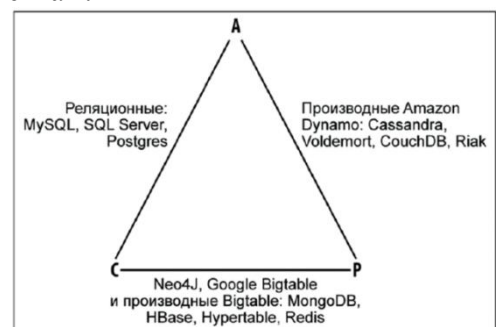 A
Реляционные:
MySQL, SQL Server,
Postgres
Производные Amazon
Dynamo: Cassandra,
Voldemort, CouchDB, Riak
C
P
Neo4J, Google Bigtable
и производные Bigtable: MongoDB,
HBase, Hypertable, Redis